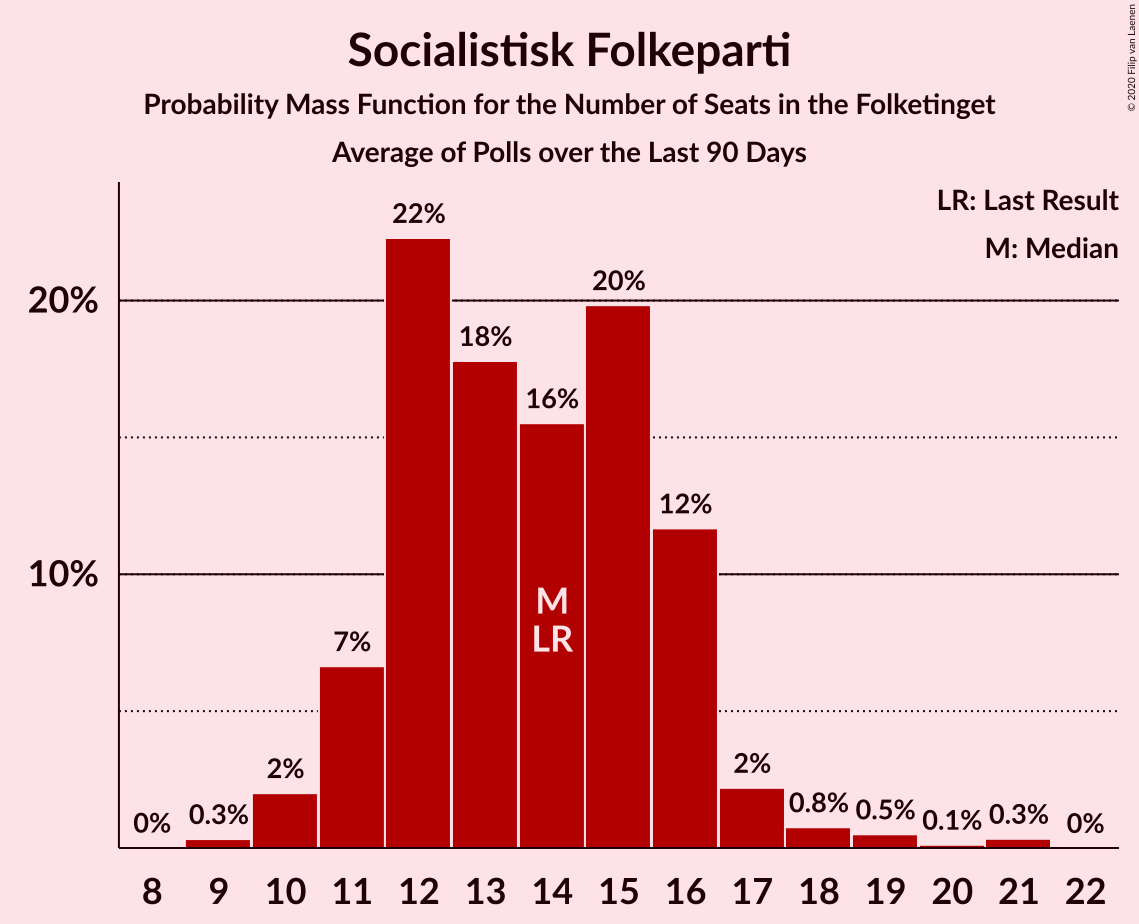 Socialistisk Folkeparti
Probability Mass Function for the Number of Seats in the Folketinget
Average of Polls over the Last 90 Days
© 2020 Filip van Laenen
LR: Last Result
M: Median
22%
20%
20%
18%
16%
12%
10%
M
LR
7%
2%
2%
0%
0.3%
0.8%
0.5%
0.1%
0.3%
0%
8 9 10 11 12 13 14 15 16 17 18 19 20 21 22